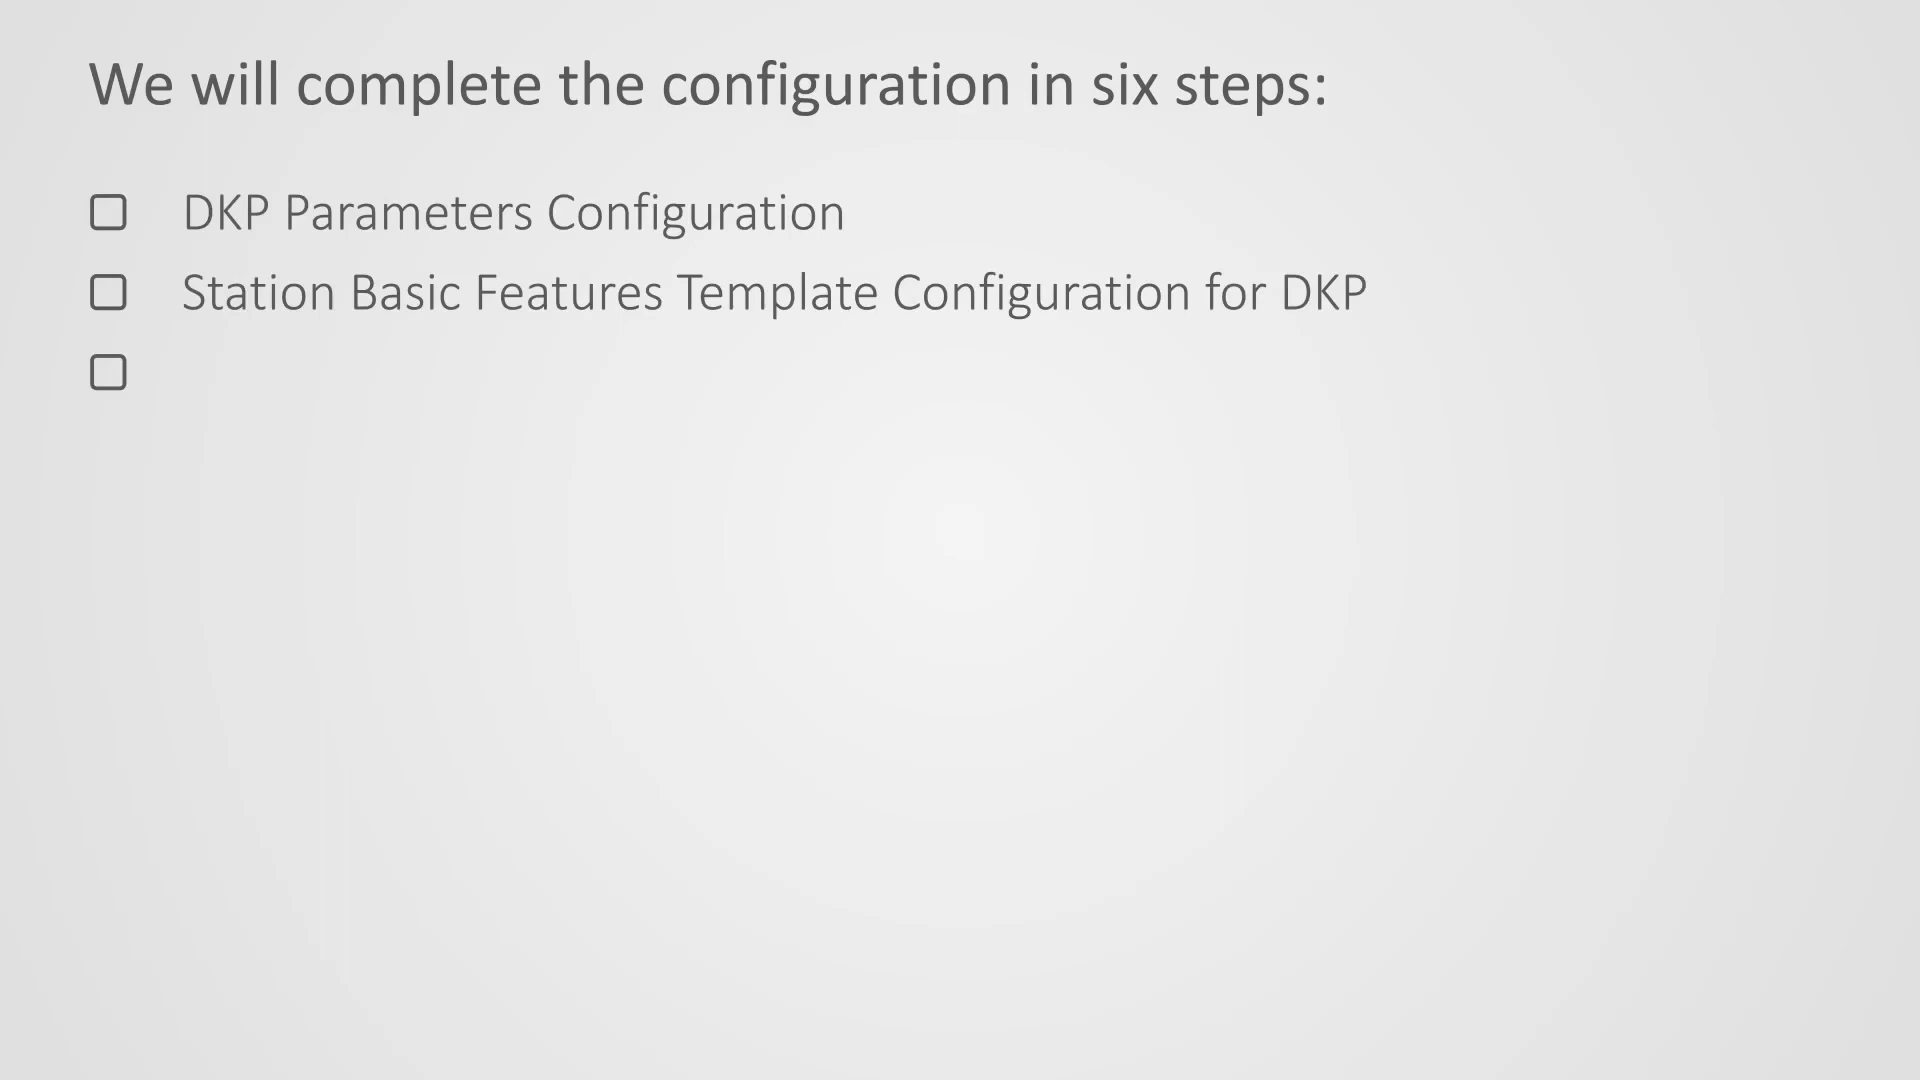 We will complete the configuration in six steps:
DKP Parameters Configuration
Station Basic Features Template Configuration for DKP